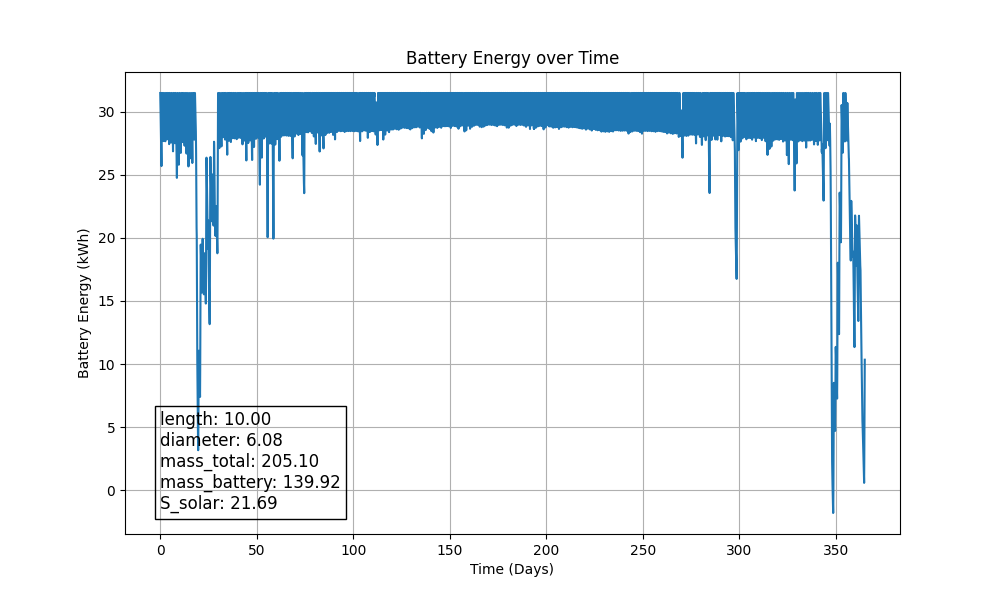 Battery Energy over Time
30
25
20
15
10
5
0
Battery Energy (kWh)
length: 10.00
diameter: 6.08
mass_total: 205.10
mass_battery: 139.92
S_solar: 21.69
0 50 100 150 200 250 300 350
Time (Days)